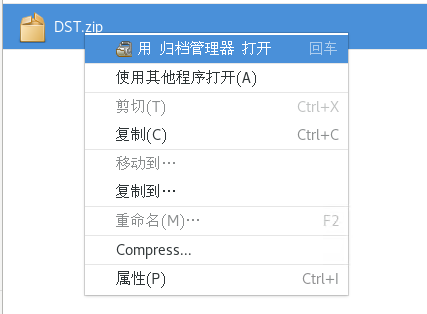 DST.zip
用 归档管理器 打开 回车
使用其他程序打开(A)
剪切(T) Ctrl+X
复制(C) Ctrl+C
移动到…
复制到…
重命名(M)… F2
Compress...
属性(P) Ctrl+I